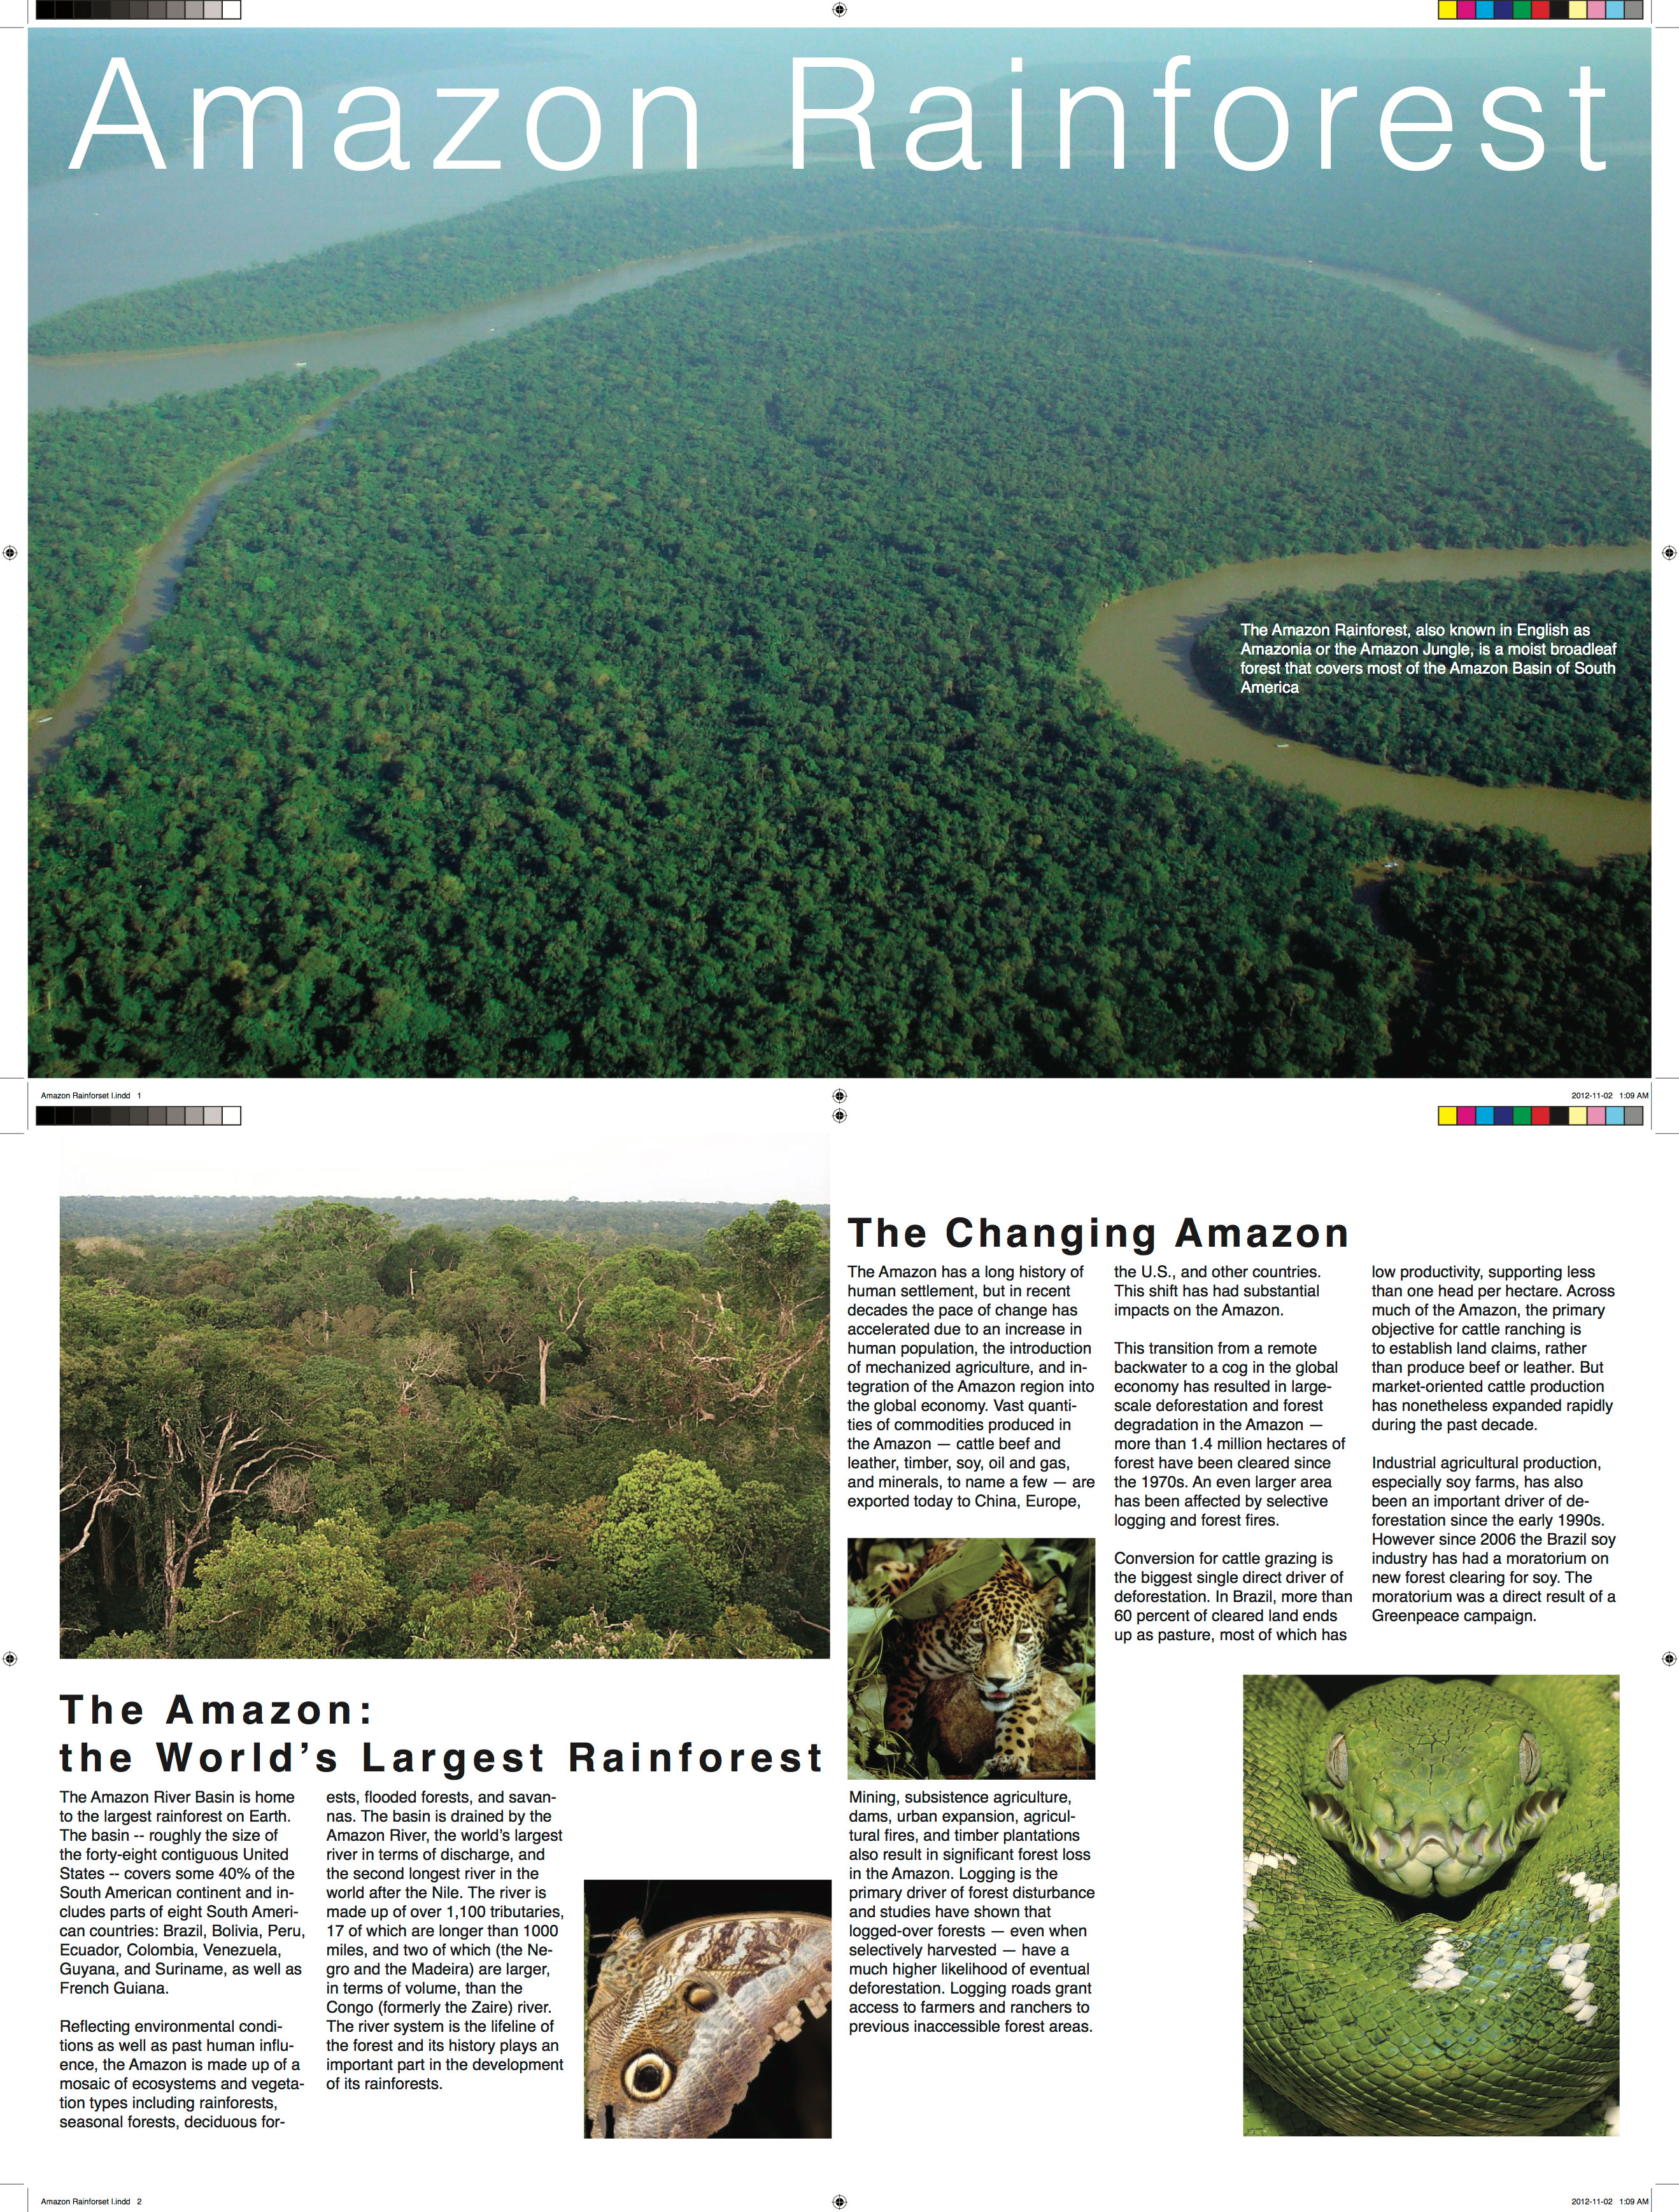 Amazon Rainforest
The Amazon Rainforest, also known in English as
Amazonia or the Amazon Jungle, is a moist broadleaf
forest that covers most of the Amazon Basin of South
America
Amazon Rainforset I.indd 1
2012-11-02 1:09 AM
The Amazon:
the World's Largest Rainforest
The Amazon River Basin is home
to the largest rainforest on Earth.
The basin -- roughly the size of
the forty-eight contiguous United
States -- covers some 40% of the
South American continent and in-
cludes parts of eight South Ameri-
can countries: Brazil, Bolivia, Peru,
Ecuador, Colombia, Venezuela,
Guyana, and Suriname, as well as
French Guiana.
Reflecting environmental condi-
tions as well as past human influ-
ence, the Amazon is made up of a
mosaic of ecosystems and vegeta-
tion types including rainforests,
seasonal forests, deciduous for-
ests, flooded forests, and savan-
nas. The basin is drained by the
Amazon River, the world's largest
river in terms of discharge, and
the second longest river in the
world after the Nile. The river is
made up of over 1,100 tributaries,
17 of which are longer than 1000
miles, and two of which (the Ne-
gro and the Madeira) are larger,
in terms of volume, than the
Congo (formerly the Zaire) river.
The river system is the lifeline of
the forest and its history plays an
important part in the development
of its rainforests.
The Changing Amazon
The Amazon has a long history of
human settlement, but in recent
decades the pace of change has
accelerated due to an increase in
human population, the introduction
of mechanized agriculture, and in-
tegration of the Amazon region into
the global economy. Vast quanti-
ties of commodities produced in
the Amazon — cattle beef and
leather, timber, soy, oil and gas,
and minerals, to name a few — are
exported today to China, Europe,
the U.S., and other countries.
This shift has had substantial
impacts on the Amazon.
This transition from a remote
backwater to a cog in the global
economy has resulted in large-
scale deforestation and forest
degradation in the Amazon —
more than 1.4 million hectares of
forest have been cleared since
the 1970s. An even larger area
has been affected by selective
logging and forest fires.
Conversion for cattle grazing is
the biggest single direct driver of
deforestation. In Brazil, more than
60 percent of cleared land ends
up as pasture, most of which has
low productivity, supporting less
than one head per hectare. Across
much of the Amazon, the primary
objective for cattle ranching is
to establish land claims, rather
than produce beef or leather. But
market-oriented cattle production
has nonetheless expanded rapidly
during the past decade.
Industrial agricultural production,
especially soy farms, has also
been an important driver of de-
forestation since the early 1990s.
However since 2006 the Brazil soy
industry has had a moratorium on
new forest clearing for soy. The
moratorium was a direct result of a
Greenpeace campaign.
Mining, subsistence agriculture,
dams, urban expansion, agricul-
tural fires, and timber plantations
also result in significant forest loss
in the Amazon. Logging is the
primary driver of forest disturbance
and studies have shown that
logged-over forests — even when
selectively harvested — have a
much higher likelihood of eventual
deforestation. Logging roads grant
access to farmers and ranchers to
previous inaccessible forest areas.
Amazon Rainforset I.indd 2
2012-11-02 1:09 AM